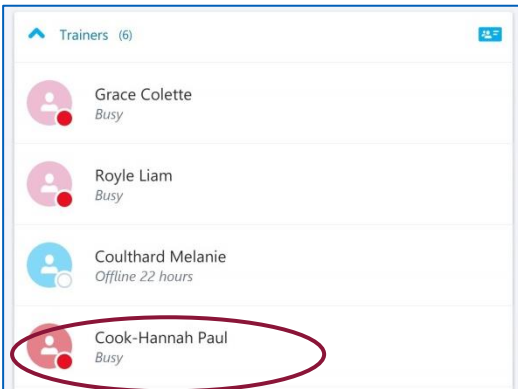 Trainers (6)
Grace Colette
Busy
Royle Liam
Busy
Coulthard Melanie
Offline 22 hours
Cook-Hannah Paul
Busy